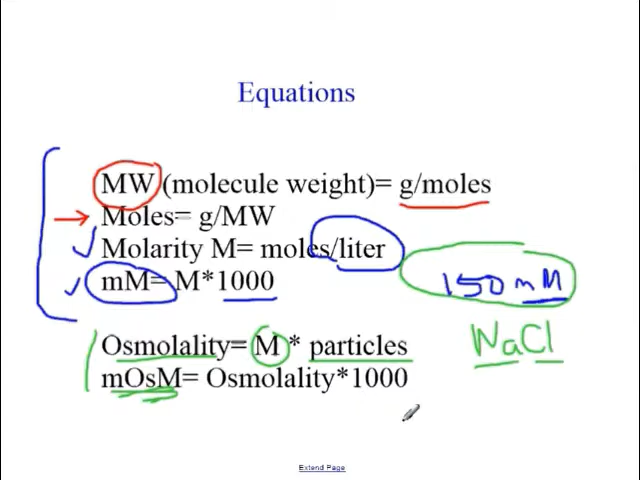 Equations
MW (molecule weight)= g/moles
Moles= g/MW
Molarity M= moles/liter
mM= M*1000
150 mM
Osmolality= M * particles
NaCl
mOsM= Osmolality*1000
Extend Page